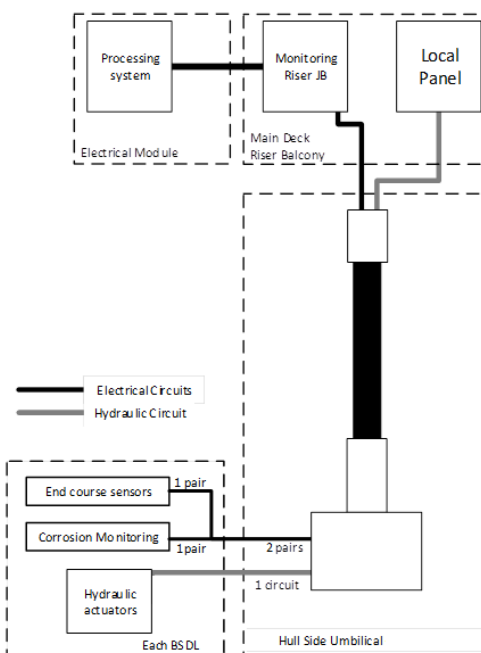 Processing
system
Monitoring
Riser JB
Local
Panel
Electrical Module
Main Deck
Riser Balcony
Electrical Circuits
Hydraulic Circuit
End course sensors
1 pair
Corrosion Monitoring
1pair
2 pairs
Hydraulic
actuators
1 circuit
Each BSDL
Hull Side Umbilical